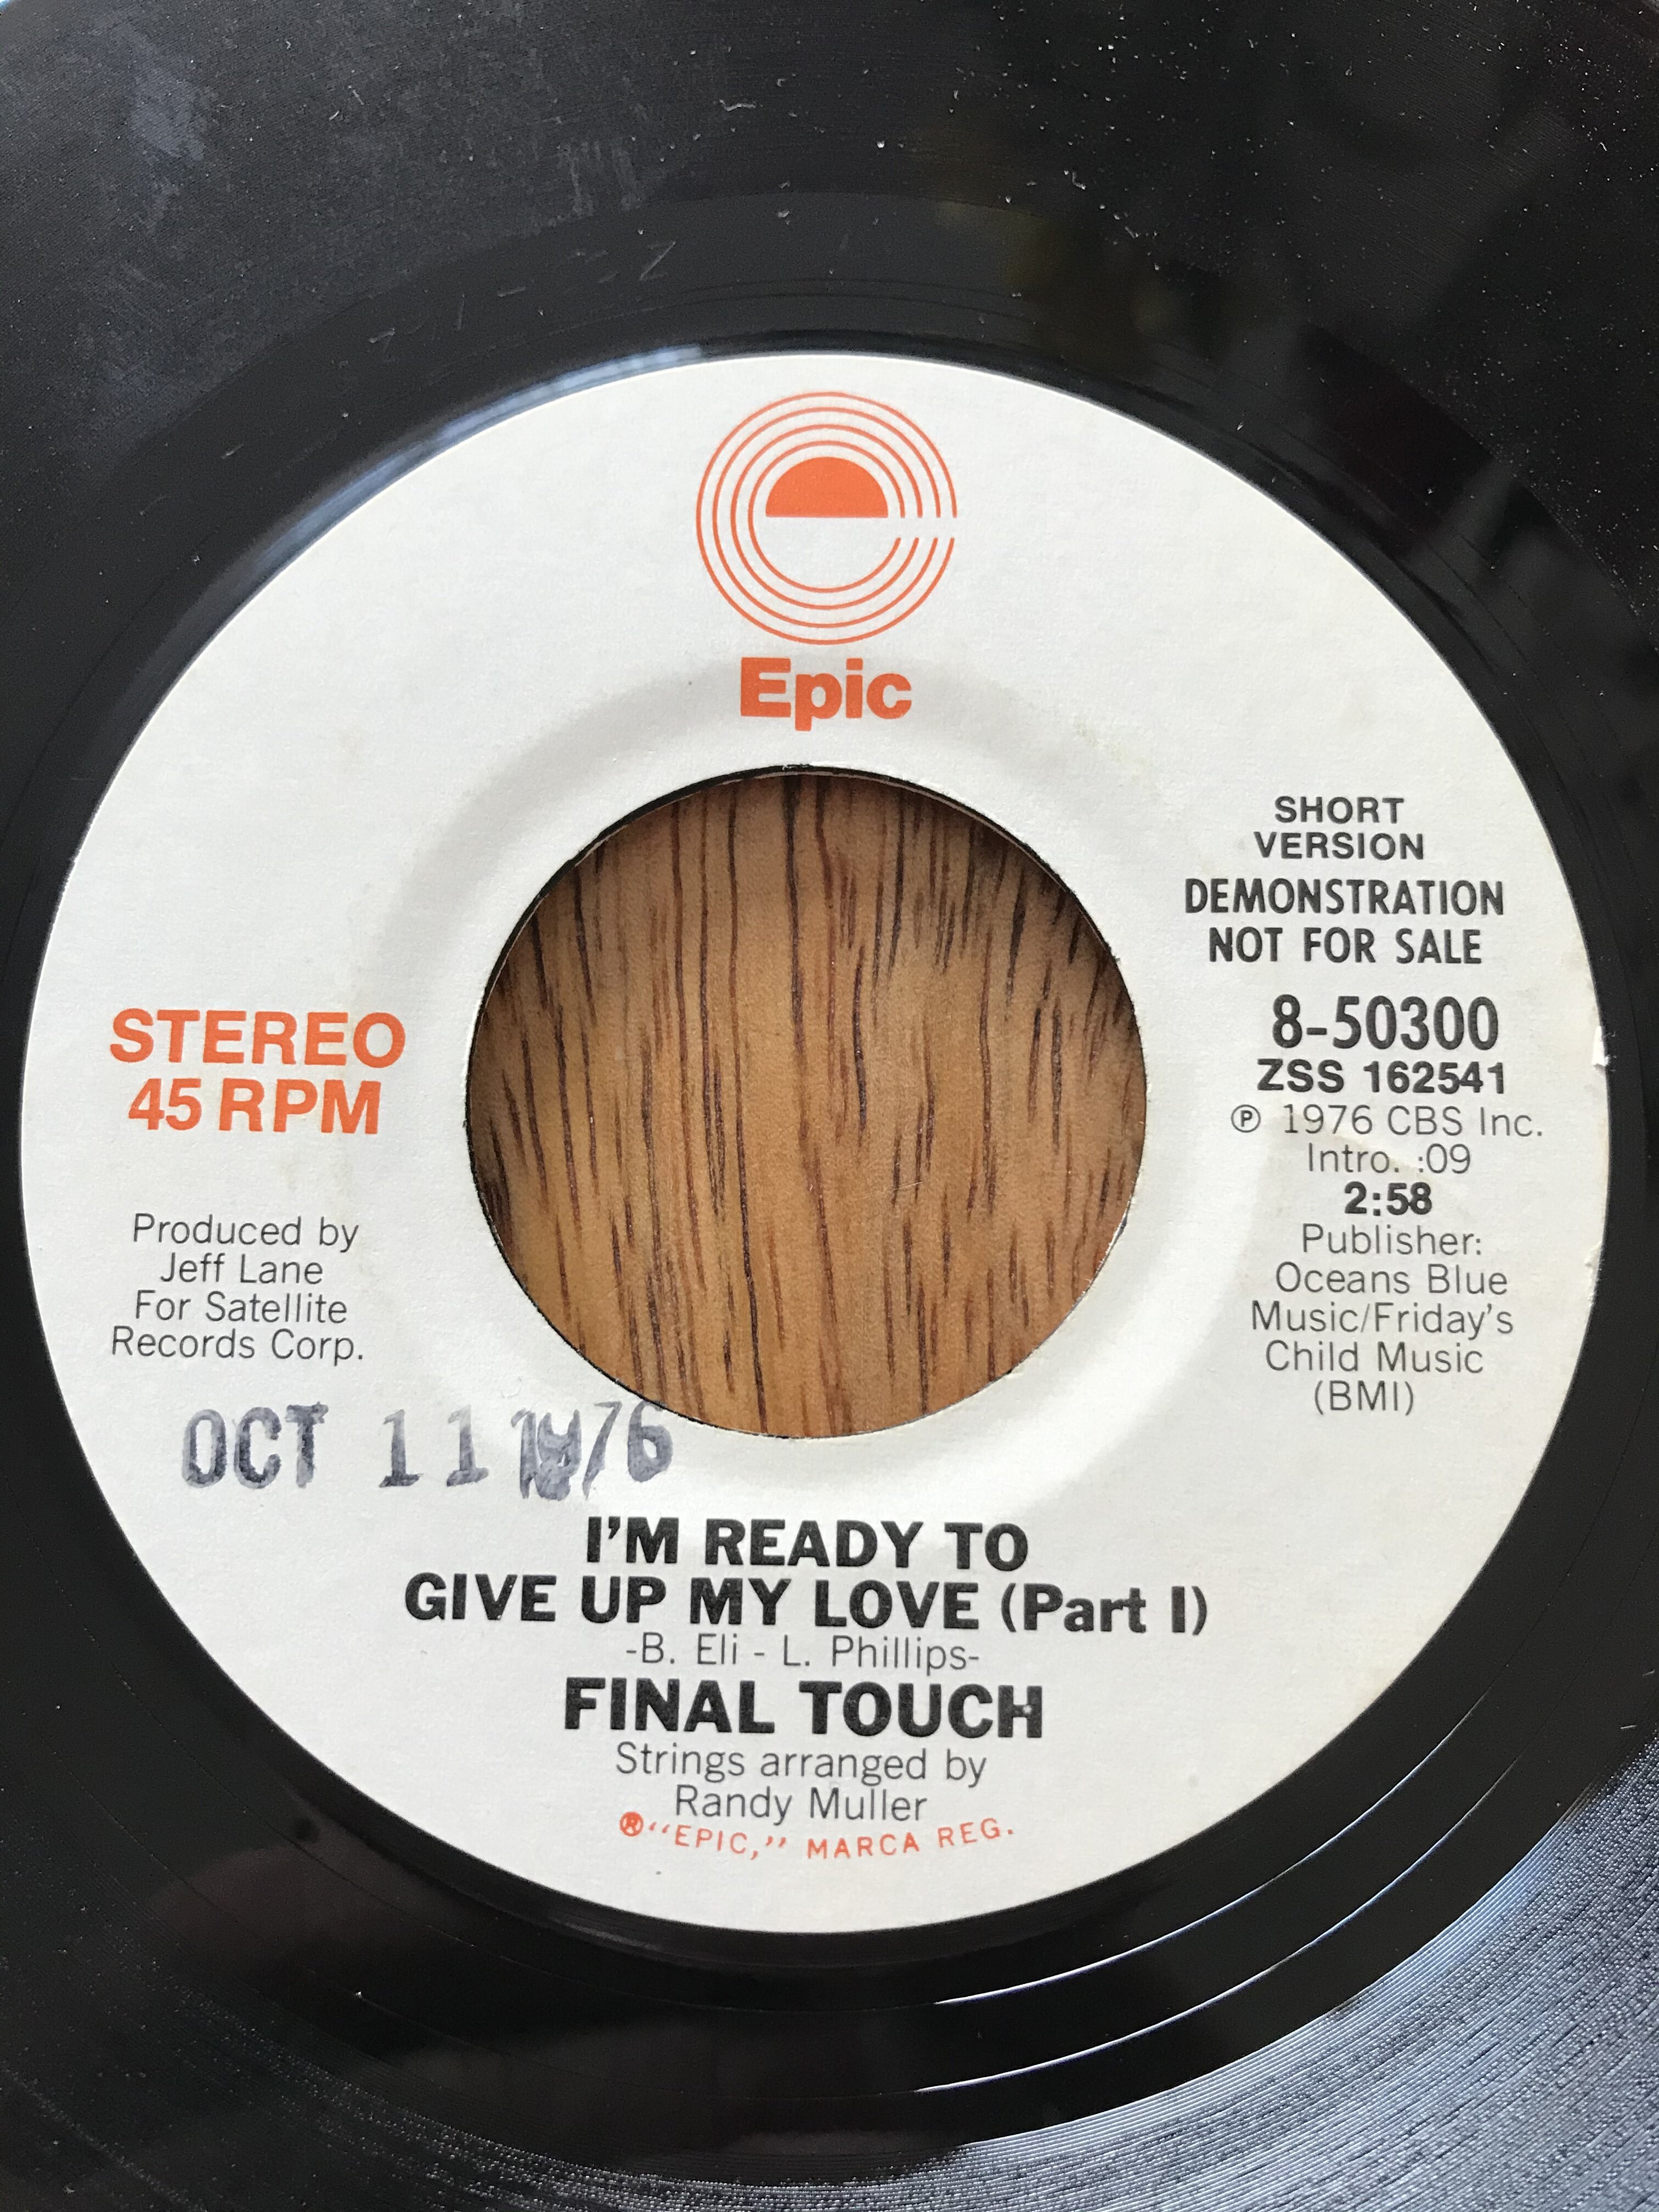 Epic
SHORT
VERSION
DEMONSTRATION
NOT FOR SALE
8-50300
ZSS 162541
℗ 1976 CBS Inc.
Intro. :09
2:58
Publisher:
Oceans Blue
Music/Friday's
Child Music
(BMI)
STEREO
45 RPM
Produced by
Jeff Lane
For Satellite
Records Corp.
OCT 11 1976
I'M READY TO
GIVE UP MY LOVE (Part I)
-B. Eli - L. Phillips-
FINAL TOUCH
Strings arranged by
Randy Muller
®"EPIC," MARCA REG.